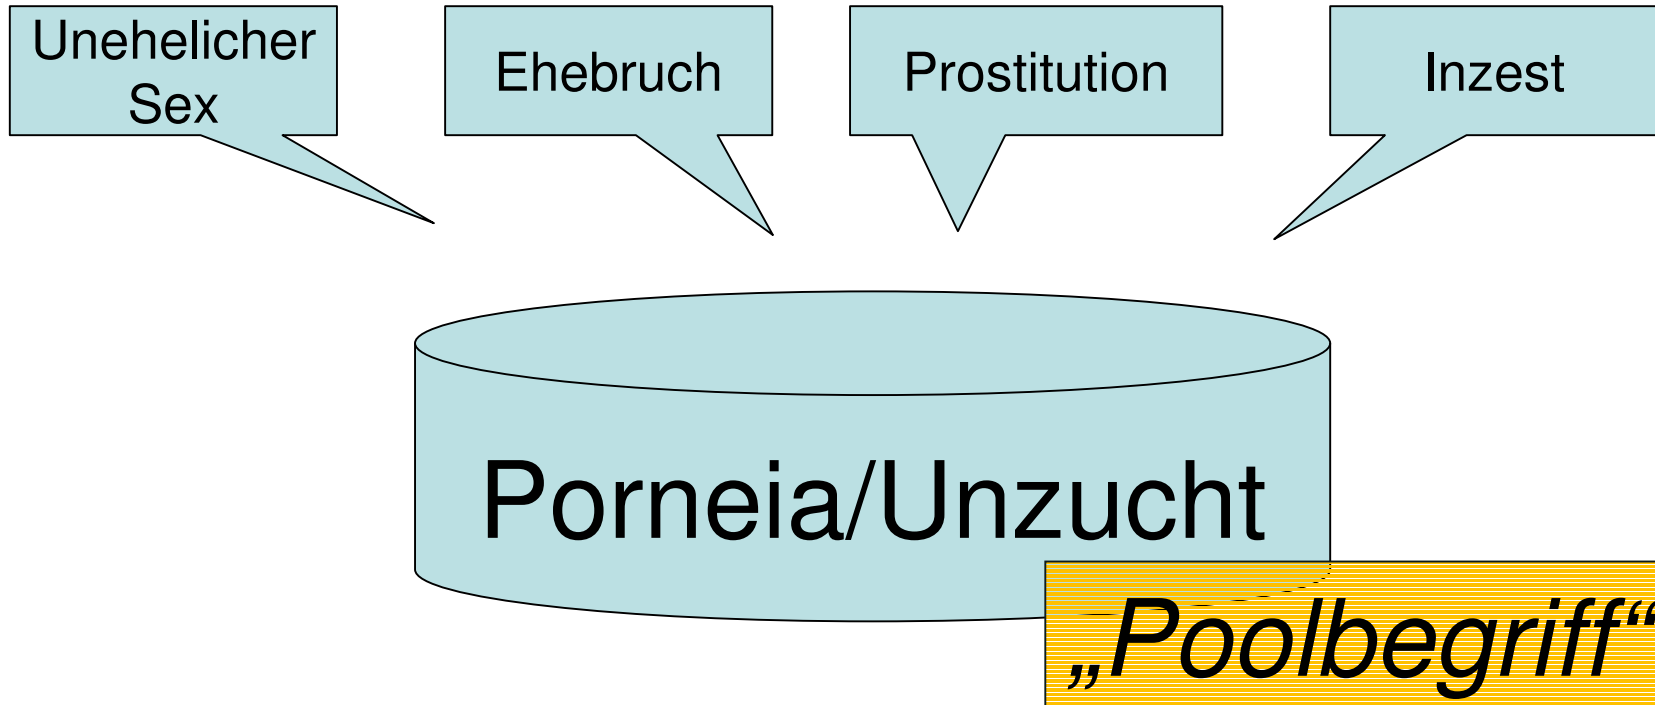 Unehelicher
Sex
Ehebruch
Prostitution
Inzest
Porneia/Unzucht
„Poolbegriff“